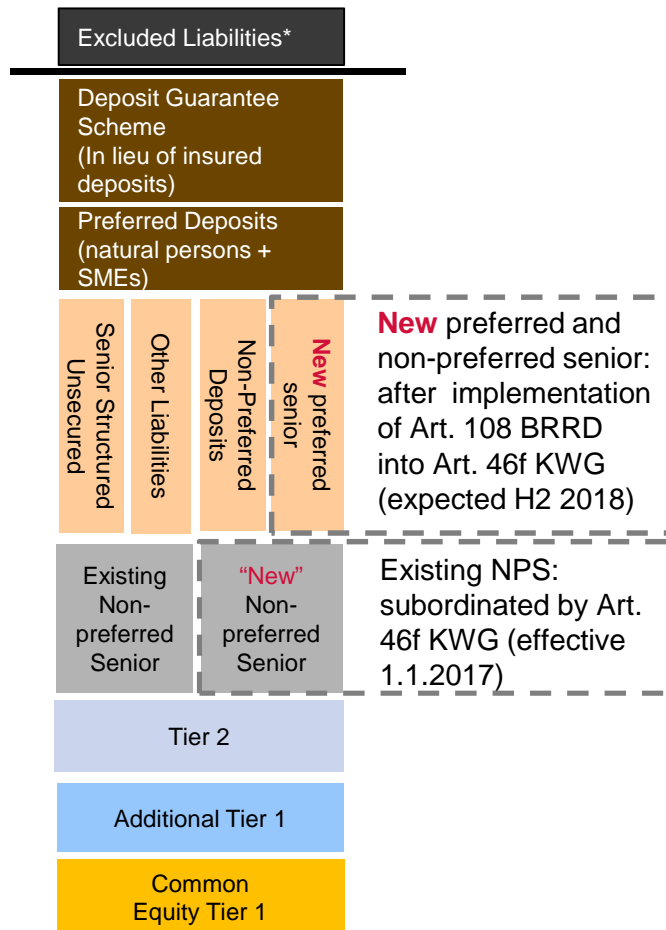 Excluded Liabilities*
Deposit Guarantee
Scheme
(In lieu of insured
deposits)
Preferred Deposits
(natural persons +
SMEs)
Senior Structured
Unsecured
Other Liabilities
Non-Preferred
Deposits
New preferred
senior
New preferred and
non-preferred senior:
after implementation
of Art. 108 BRRD
into Art. 46f KWG
(expected H2 2018)
Existing
Non-
preferred
Senior
“New”
Non-
preferred
Senior
Existing NPS:
subordinated by Art.
46f KWG (effective
1.1.2017)
Tier 2
Additional Tier 1
Common
Equity Tier 1